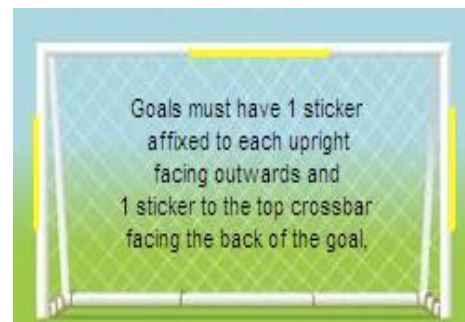 Goals must have 1 sticker
affixed to each upright
facing outwards and
1 sticker to the top crossbar
facing the back of the goal,